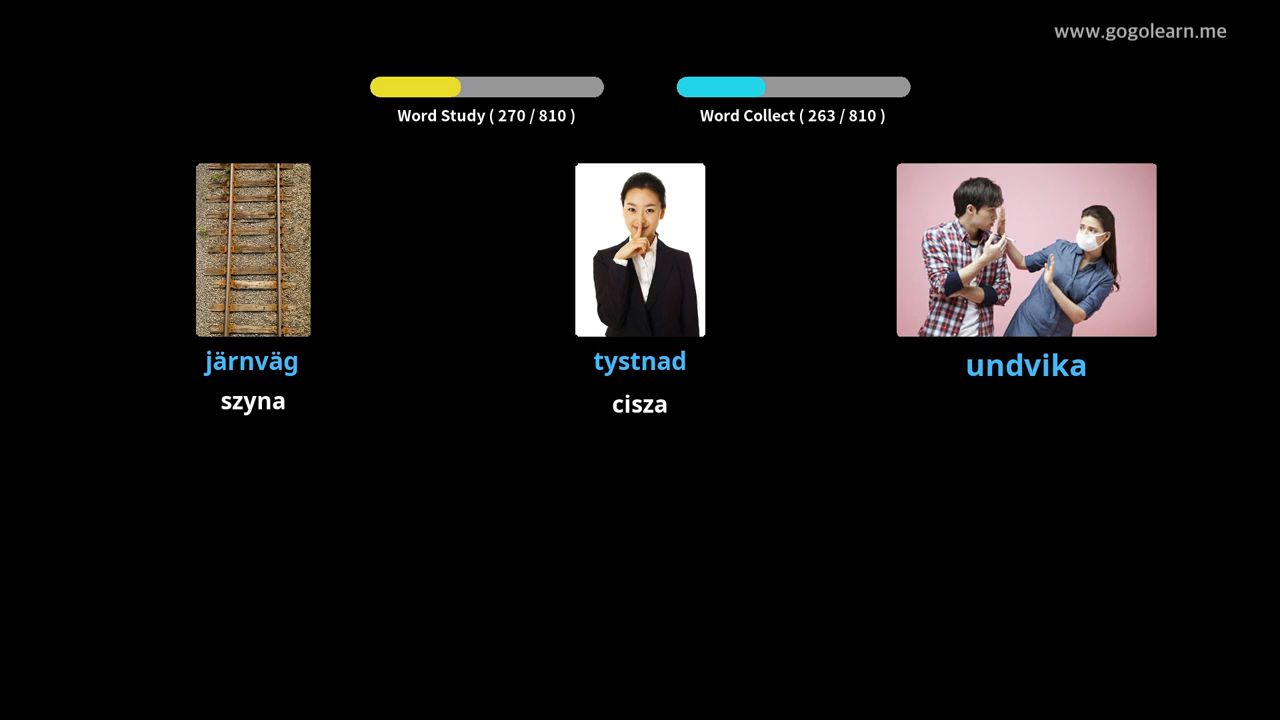 www.gogolearn.me
Word Study ( 270 / 810 )
Word Collect ( 263 / 810 )
järnväg
szyna
tystnad
cisza
undvika